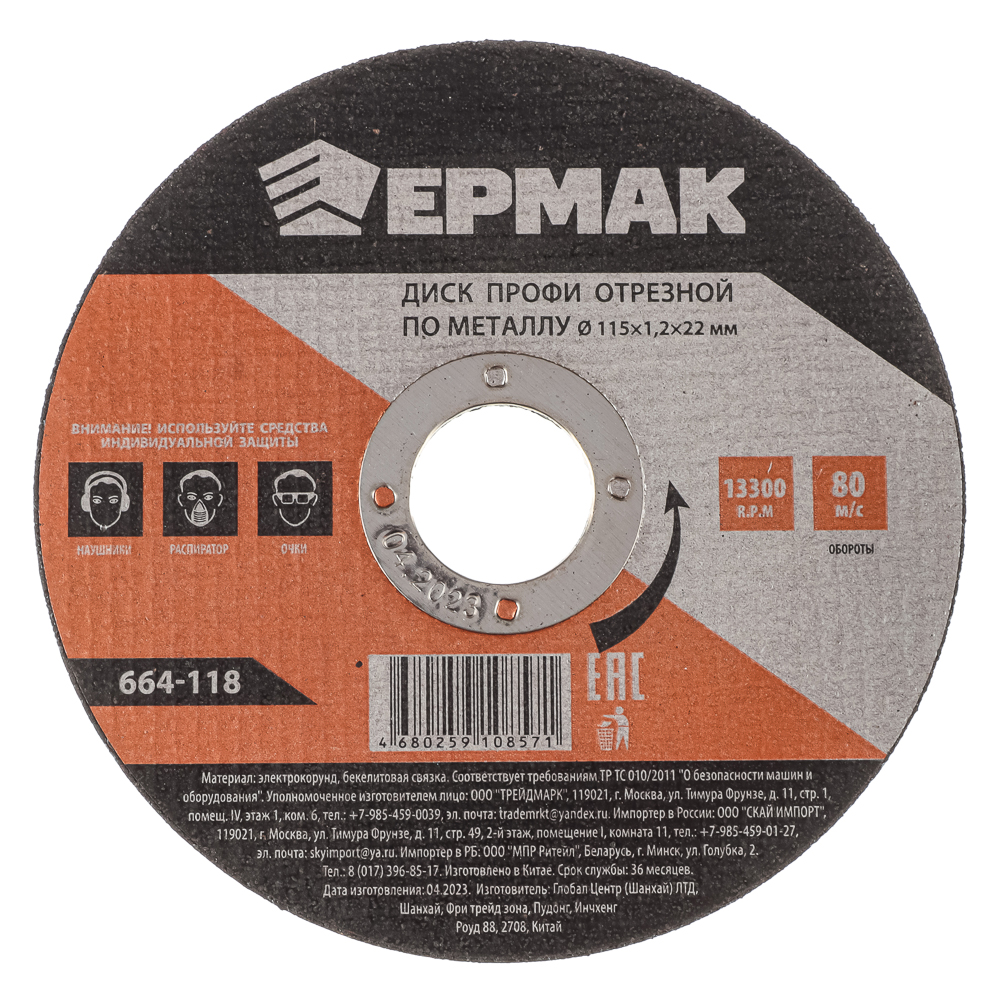 ЕРМАК
ДИСК ПРОФИ ОТРЕЗНОЙ
ПО МЕТАЛЛУ Ø 115×1,2×22 мм
ВНИМАНИЕ! ИСПОЛЬЗУЙТЕ СРЕДСТВА
ИНДИВИДУАЛЬНОЙ ЗАЩИТЫ
НАУШНИКИ РАСПИРАТОР ОЧКИ
13300 80
R.P.M М/С
ОБОРОТЫ
04.2023
664-118
EAC
4 680259 108571
Материал: электрокорунд, бекелитовая связка. Соответствует требованиям ТР ТС 010/2011 "О безопасности машин и
оборудования". Уполномоченное изготовителем лицо: ООО "ТРЕЙДМАРК", 119021, г. Москва, ул. Тимура Фрунзе, д. 11, стр. 1,
помещ. IV, этаж 1, ком. 6, тел.: +7-985-459-0039, эл. почта: trademrkt@yandex.ru. Импортер в России: ООО "СКАЙ ИМПОРТ",
119021, г. Москва, ул. Тимура Фрунзе, д. 11, стр. 49, 2-й этаж, помещение I, комната 11, тел.: +7-985-459-01-27,
эл. почта: skyimport@ya.ru. Импортер в РБ: ООО "МПР Ритейл", Беларусь, г. Минск, ул. Голубка, 2.
Тел.: 8 (017) 396-85-17. Изготовлено в Китае. Срок службы: 36 месяцев.
Дата изготовления: 04.2023. Изготовитель: Глобал Центр (Шанхай) ЛТД,
Шанхай, Фри трейд зона, Пудонг, Инчхенг
Роуд 88, 2708, Китай